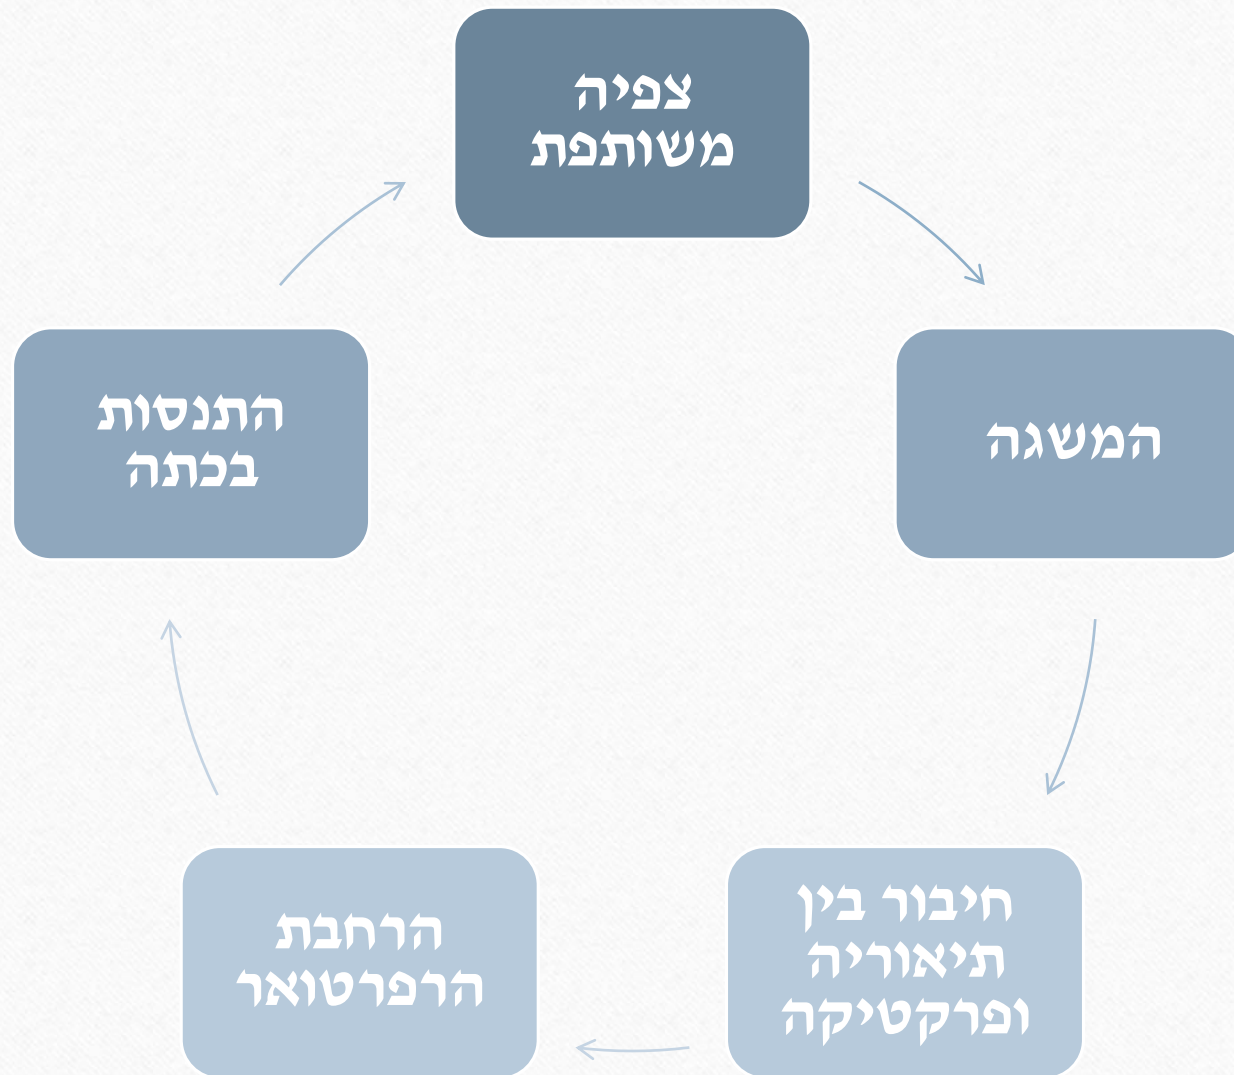 צפיה
משותפת
המשגה
חיבור בין
תיאוריה
ופרקטיקה
הרחבת
הרפרטואר
התנסות
בכתה